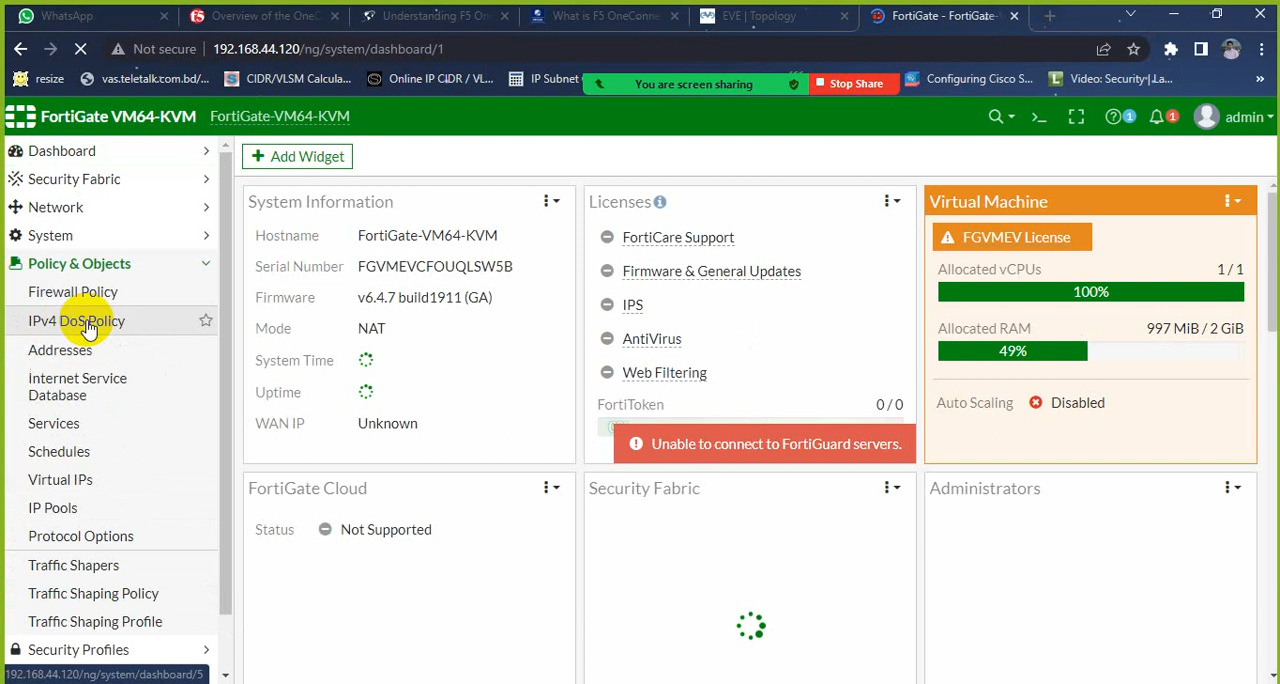 WhatsApp
Overview of the OneC
Understanding F5 On
What is F5 OneConne
EVE | Topology
FortiGate - FortiGate-
Not secure
192.168.44.120/ng/system/dashboard/1
resize
vas.teletalk.com.bd/...
CIDR/VLSM Calcula...
Online IP CIDR / VL...
IP Subnet
You are screen sharing
Stop Share
Configuring Cisco S...
Video: Security | La...
FortiGate VM64-KVM
FortiGate-VM64-KVM
1
1
admin
Dashboard
Security Fabric
Network
System
Policy & Objects
Firewall Policy
IPv4 DoS Policy
Addresses
Internet Service
Database
Services
Schedules
Virtual IPs
IP Pools
Protocol Options
Traffic Shapers
Traffic Shaping Policy
Traffic Shaping Profile
Security Profiles
192.168.44.120/ng/system/dashboard/5
+ Add Widget
System Information
Hostname FortiGate-VM64-KVM
Serial Number FGVMEVCFOUQLSW5B
Firmware v6.4.7 build1911 (GA)
Mode NAT
System Time
Uptime
WAN IP Unknown
Licenses
FortiCare Support
Firmware & General Updates
IPS
AntiVirus
Web Filtering
FortiToken 0 / 0
Unable to connect to FortiGuard servers.
Virtual Machine
FGVMEV License
Allocated vCPUs 1 / 1
100%
Allocated RAM 997 MiB / 2 GiB
49%
Auto Scaling Disabled
FortiGate Cloud
Status Not Supported
Security Fabric
Administrators